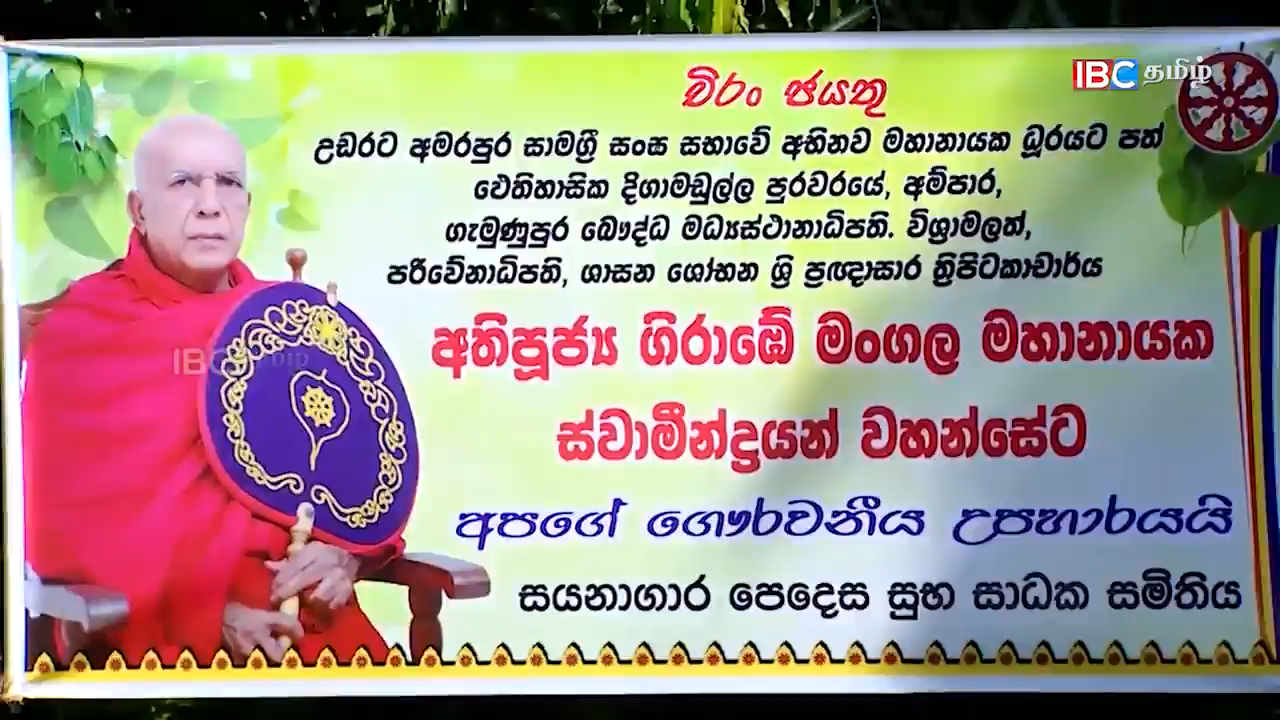 IBC தமிழ்
චිරං ජයතු
උඩරට අමරපුර සාමග්‍රී සංඝ සභාවේ අභිනව මහානායක ධූරයට පත්
ඓතිහාසික දිගාමඩුල්ල පුරවරයේ, අම්පාර,
ගැමුණුපුර බෞද්ධ මධ්‍යස්ථානාධිපති. විශ්‍රාමලත්,
පරිවේනාධිපති, ශාසන ශෝභන ශ්‍රි ප්‍රඥාසාර ත්‍රිපිටකාචාර්ය
අතිපූජ්‍ය ගිරාඹේ මංගල මහානායක
ස්වාමීන්ද්‍රයන් වහන්සේට
අපගේ ගෞරවනීය උපහාරයයි
සයනාගාර පෙදෙස සුභ සාධක සමිතිය